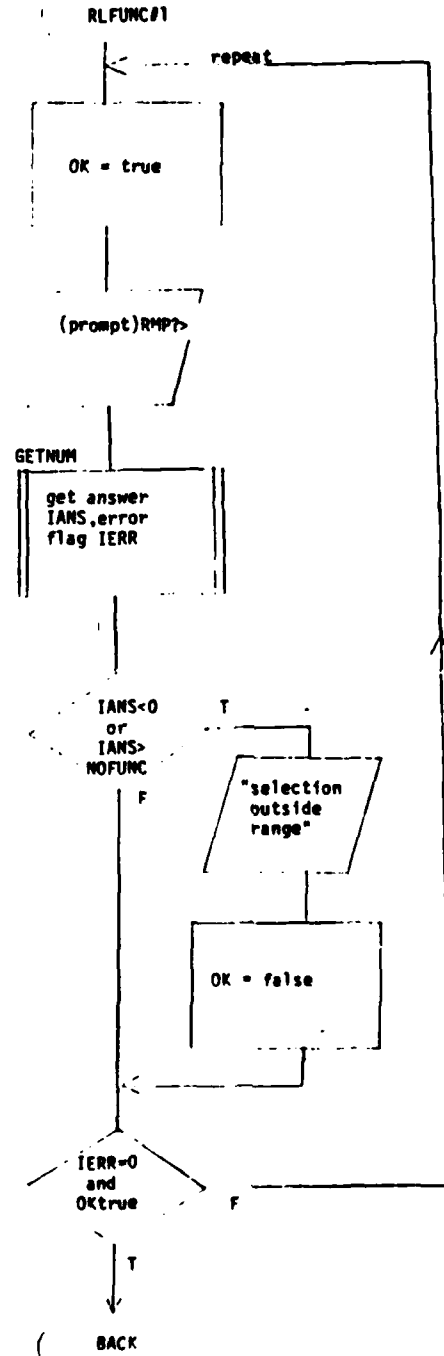 RLFUNC#1
repeat
OK = true
(prompt)RMP?>
GETNUM
get answer
IANS,error
flag IERR
IANS<0
or
IANS>
NOFUNC
T
F
"selection
outside
range"
OK = false
IERR=0
and
OKtrue
F
T
BACK